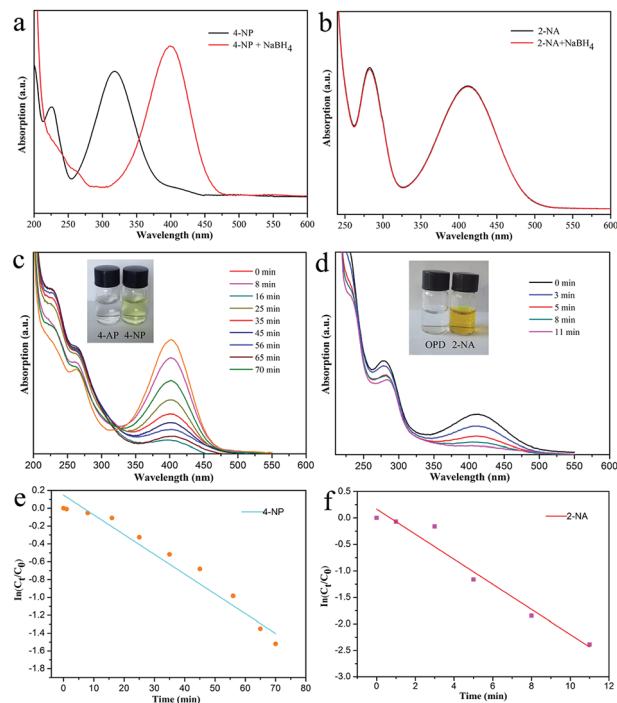 a
4-NP
4-NP + NaBH4
Absorption (a.u.)
200 250 300 350 400 450 500 550 600
Wavelength (nm)
b
2-NA
2-NA+NaBH4
Absorption (a.u.)
250 300 350 400 450 500 550 600
Wavelength (nm)
c
4-AP 4-NP
0 min
8 min
16 min
25 min
35 min
45 min
56 min
65 min
70 min
Absorption (a.u.)
200 250 300 350 400 450 500 550 600
Wavelength (nm)
d
OPD 2-NA
0 min
3 min
5 min
8 min
11 min
Absorption (a.u.)
250 300 350 400 450 500 550 600
Wavelength (nm)
e
4-NP
In(Ct/C0)
0.2
0.0
-0.2
-0.4
-0.6
-0.8
-1.0
-1.2
-1.4
-1.6
-1.8
0 10 20 30 40 50 60 70 80
Time (min)
f
2-NA
In(Ct/C0)
0.5
0.0
-0.5
-1.0
-1.5
-2.0
-2.5
-3.0
0 2 4 6 8 10 12
Time (min)